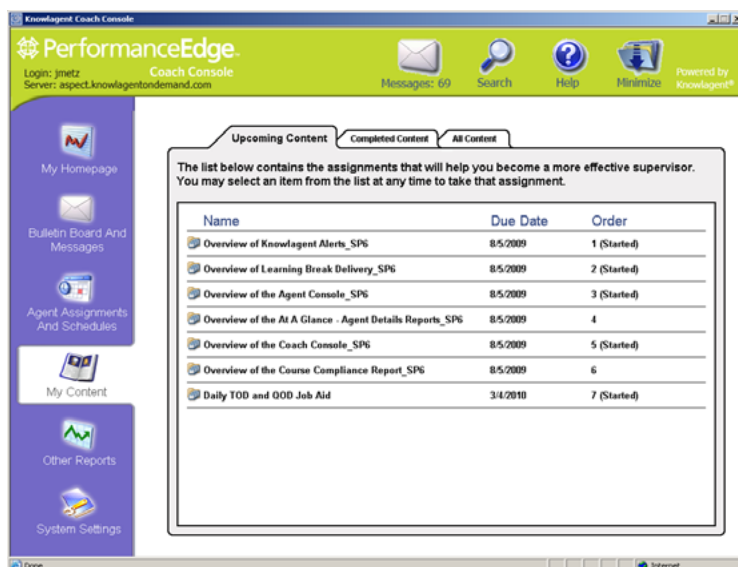 Knowlagent Coach Console
PerformanceEdge
Login: jmetz
Coach Console
Server: aspect.knowlagentondemand.com
Messages: 69
Search
Help
Minimize
Powered by
Knowlagent®
My Homepage
Bulletin Board And
Messages
Agent Assignments
And Schedules
My Content
Other Reports
System Settings
Upcoming Content
Completed Content
All Content
The list below contains the assignments that will help you become a more effective supervisor.
You may select an item from the list at any time to take that assignment.
Name Due Date Order
Overview of Knowlagent Alerts_SP6 8/5/2009 1 (Started)
Overview of Learning Break Delivery_SP6 8/5/2009 2 (Started)
Overview of the Agent Console_SP6 8/5/2009 3 (Started)
Overview of the At A Glance - Agent Details Reports_SP6 8/5/2009 4
Overview of the Coach Console_SP6 8/5/2009 5 (Started)
Overview of the Course Compliance Report_SP6 8/5/2009 6
Daily TOD and QOD Job Aid 3/4/2010 7 (Started)
Done
Internet